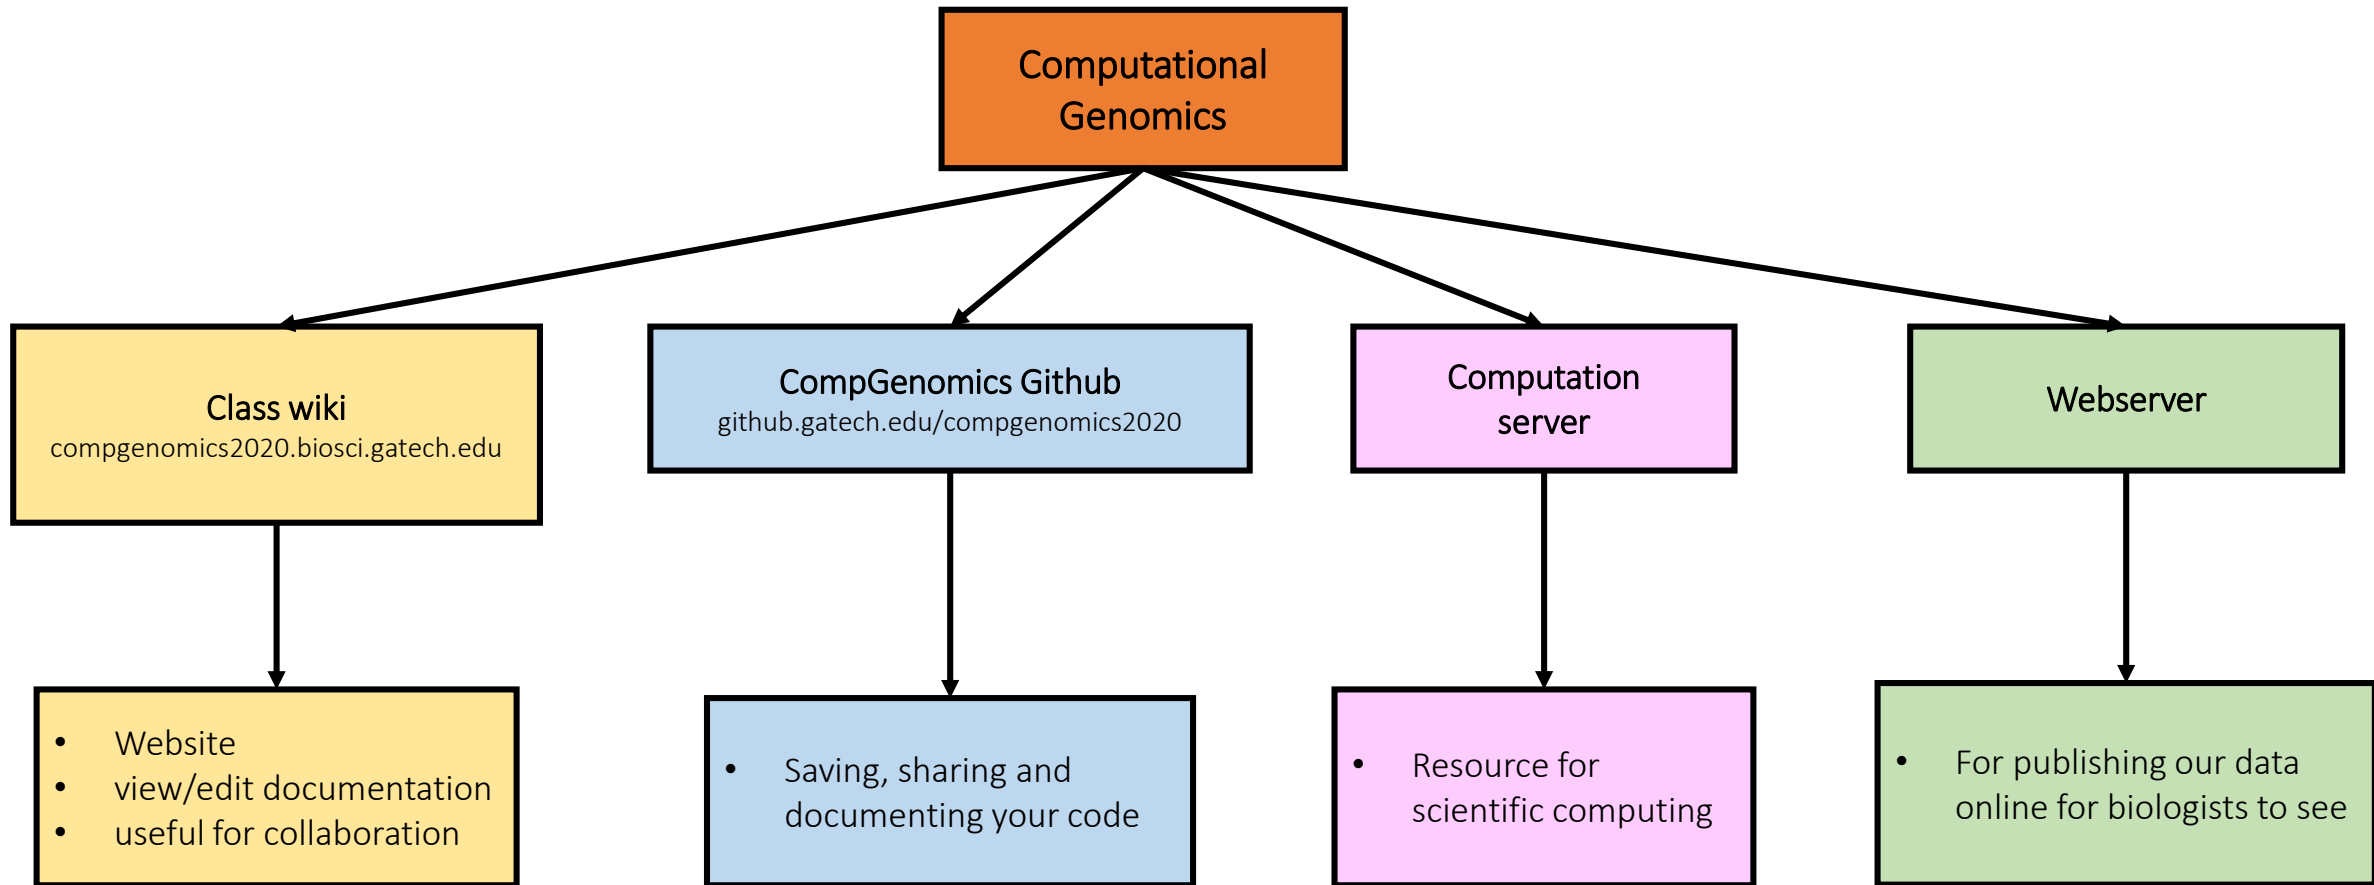 Computational
Genomics
Class wiki
compgenomics2020.biosci.gatech.edu
CompGenomics Github
github.gatech.edu/compgenomics2020
Computation
server
Webserver
• Website
• view/edit documentation
• useful for collaboration
• Saving, sharing and
documenting your code
• Resource for
scientific computing
• For publishing our data
online for biologists to see